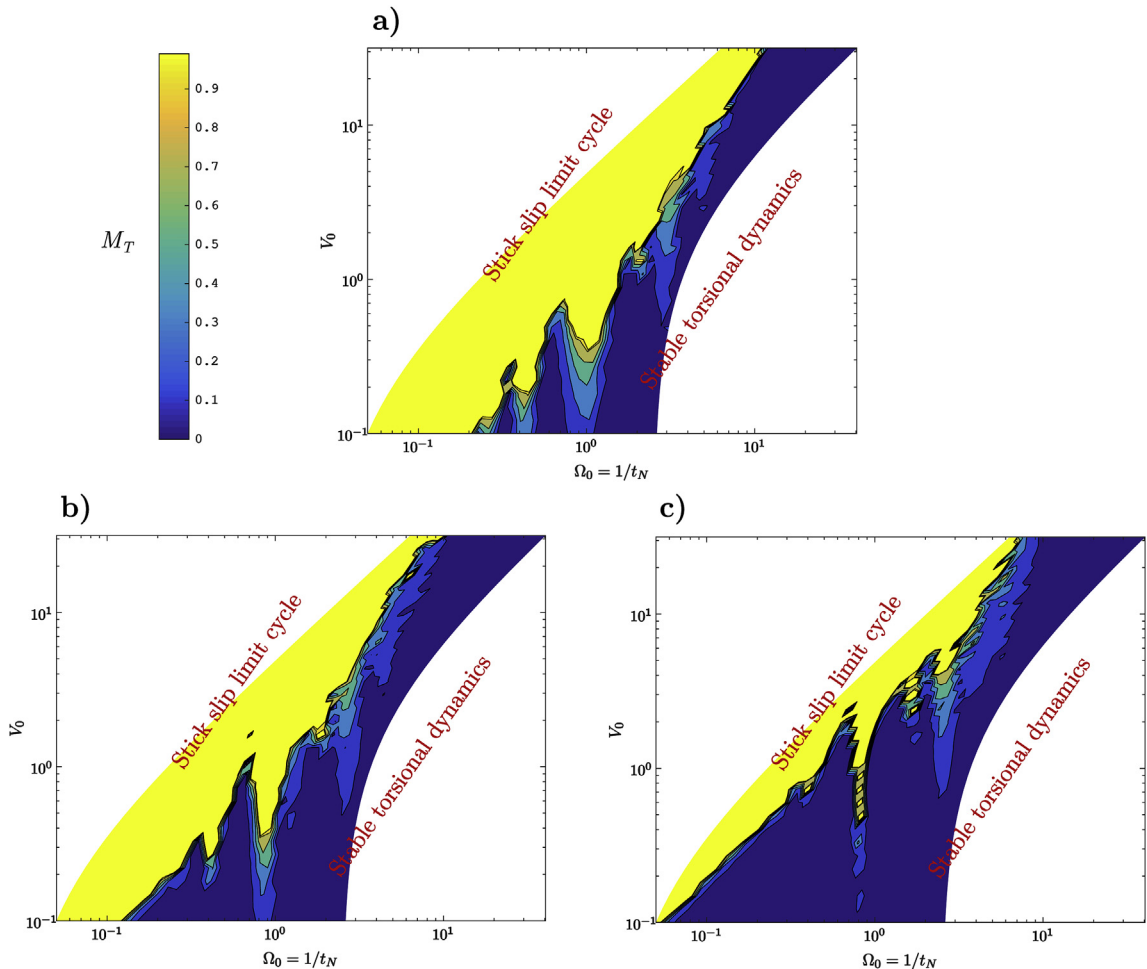 a)
0.9
0.8
0.7
0.6
0.5
0.4
0.3
0.2
0.1
0
M_T
10^1
10^0
10^-1
V_0
Stick slip limit cycle
Stable torsional dynamics
10^-1 10^0 10^1
Ω_0 = 1/t_N
b)
10^1
10^0
10^-1
V_0
Stick slip limit cycle
Stable torsional dynamics
10^-1 10^0 10^1
Ω_0 = 1/t_N
c)
10^1
10^0
10^-1
V_0
Stick slip limit cycle
Stable torsional dynamics
10^-1 10^0 10^1
Ω_0 = 1/t_N